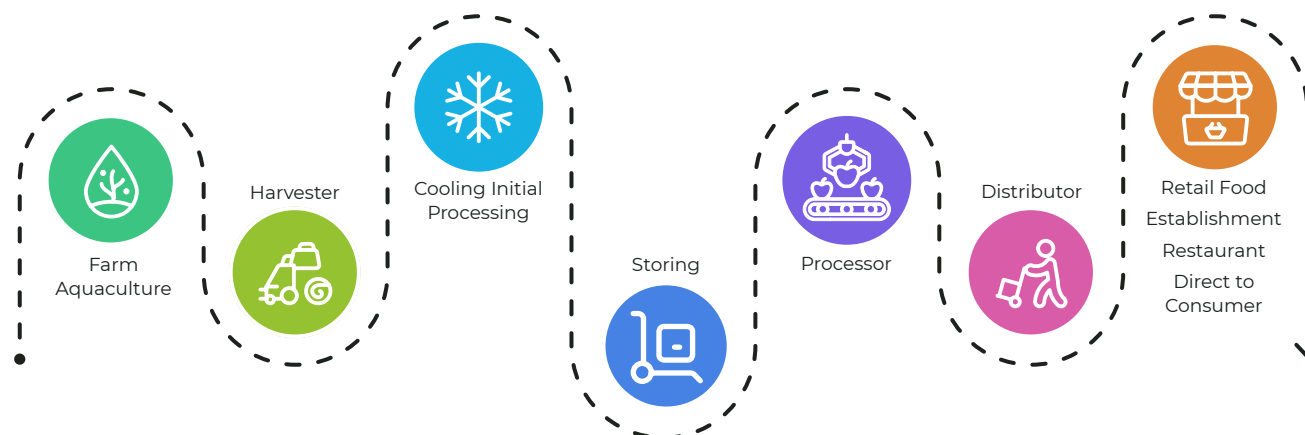 Farm
Aquaculture
Harvester
Cooling Initial
Processing
Storing
Processor
Distributor
Retail Food
Establishment
Restaurant
Direct to
Consumer